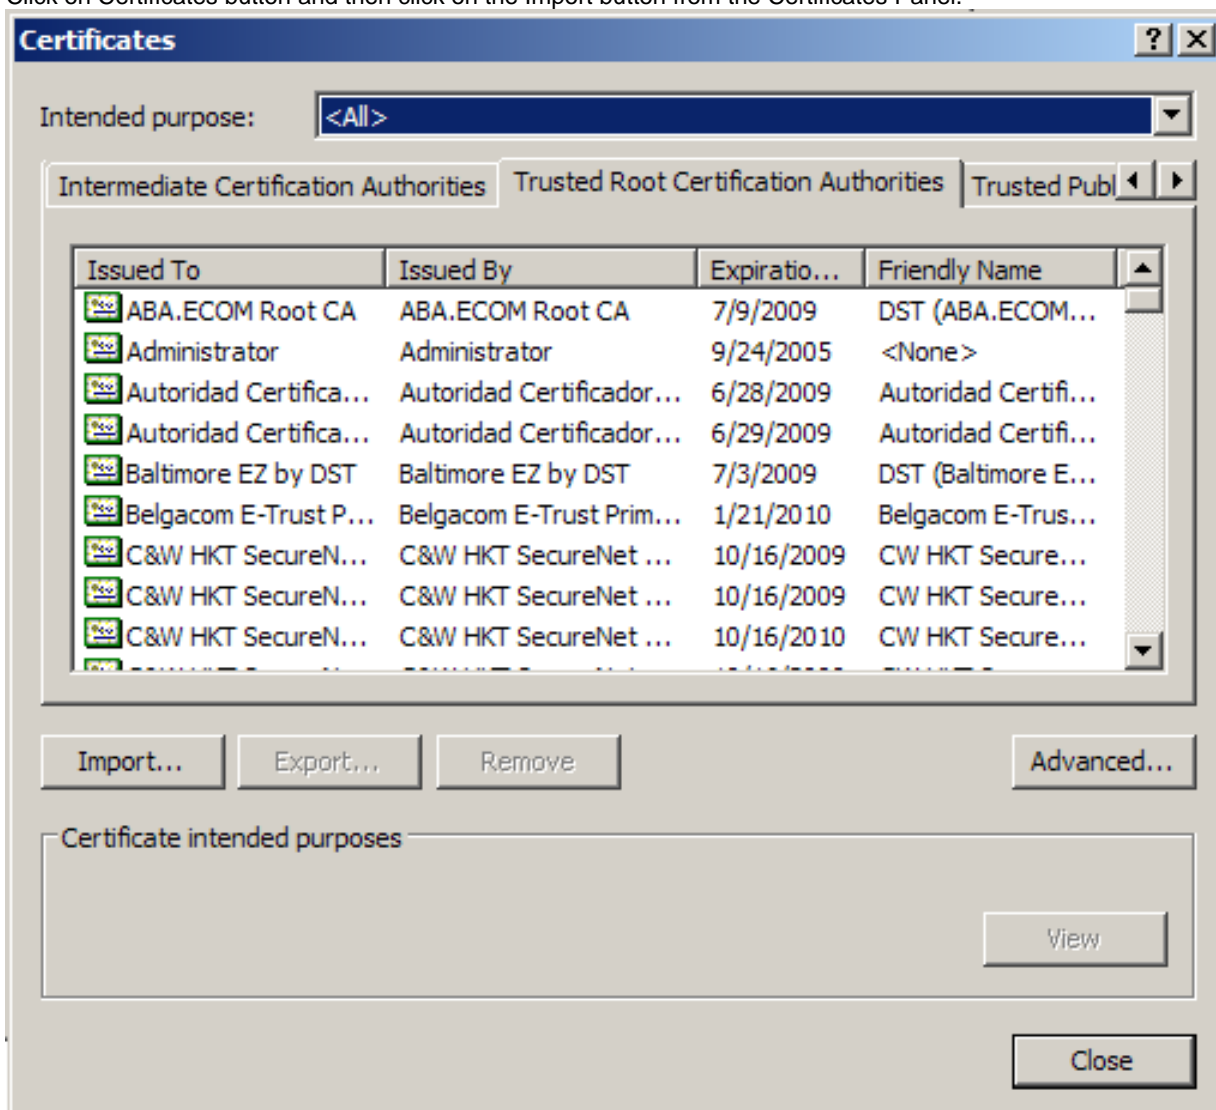 Click on Certificates button and then click on the Import button from the Certificates Panel.
Certificates
Intended purpose: <All>
Intermediate Certification Authorities Trusted Root Certification Authorities Trusted Publ
Issued To Issued By Expiratio... Friendly Name
ABA.ECOM Root CA ABA.ECOM Root CA 7/9/2009 DST (ABA.ECOM...
Administrator Administrator 9/24/2005 <None>
Autoridad Certifica... Autoridad Certificador... 6/28/2009 Autoridad Certifi...
Autoridad Certifica... Autoridad Certificador... 6/29/2009 Autoridad Certifi...
Baltimore EZ by DST Baltimore EZ by DST 7/3/2009 DST (Baltimore E...
Belgacom E-Trust P... Belgacom E-Trust Prim... 1/21/2010 Belgacom E-Trus...
C&W HKT SecureN... C&W HKT SecureNet ... 10/16/2009 CW HKT Secure...
C&W HKT SecureN... C&W HKT SecureNet ... 10/16/2009 CW HKT Secure...
C&W HKT SecureN... C&W HKT SecureNet ... 10/16/2010 CW HKT Secure...
Import... Export... Remove Advanced...
Certificate intended purposes
View
Close